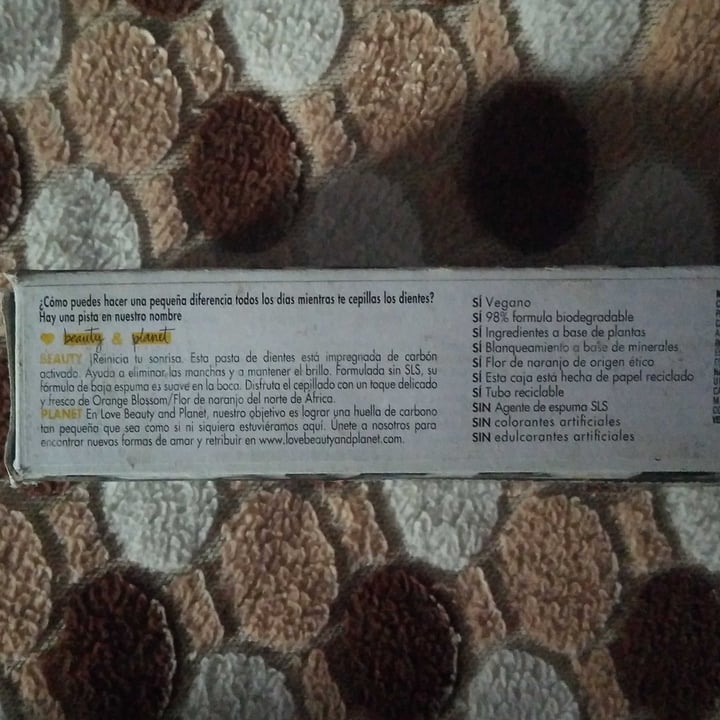 ¿Cómo puedes hacer una pequeña diferencia todos los días mientras te cepillas los dientes?
Hay una pista en nuestro nombre
beauty & planet
BEAUTY ¡Reinicia tu sonrisa. Esta pasta de dientes está impregnada de carbón
activado. Ayuda a eliminar las manchas y a mantener el brillo. Formulada sin SLS, su
fórmula de baja espuma es suave en la boca. Disfruta el cepillado con un toque delicado
y fresco de Orange Blossom/Flor de naranjo del norte de África.
PLANET En Love Beauty and Planet, nuestro objetivo es lograr una huella de carbono
tan pequeña que sea como si ni siquiera estuviéramos aquí. Únete a nosotros para
encontrar nuevas formas de amar y retribuir en www.lovebeautyandplanet.com.
SÍ Vegano
SÍ 98% formula biodegradable
SÍ Ingredientes a base de plantas
SÍ Blanqueamiento a base de minerales
SÍ Flor de naranjo de origen ético
SÍ Esta caja está hecha de papel reciclado
SÍ Tubo reciclable
SIN Agente de espuma SLS
SIN colorantes artificiales
SIN edulcorantes artificiales